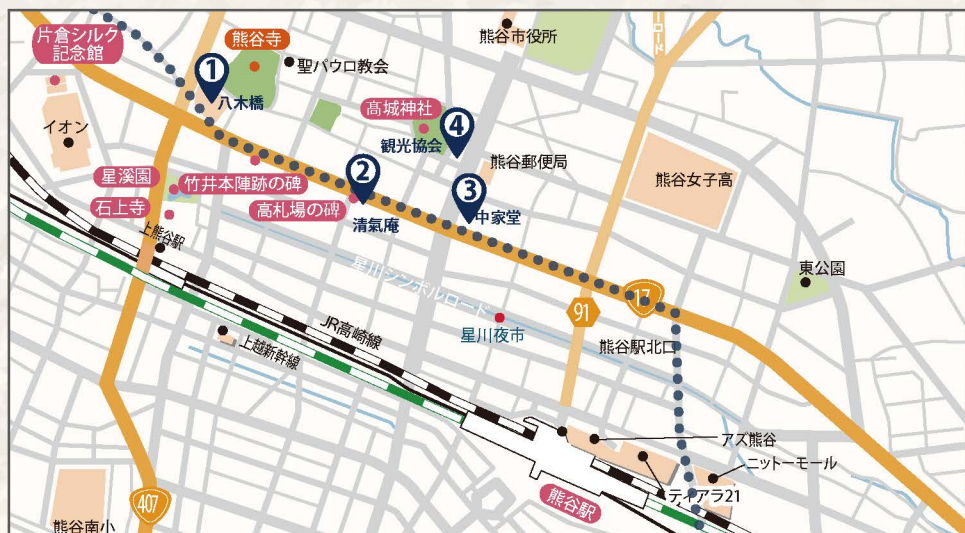 片倉シルク
記念館
熊谷寺
聖パウロ教会
熊谷市役所
1
八木橋
イオン
髙城神社
4
観光協会
熊谷郵便局
熊谷女子高
星溪園
竹井本陣跡の碑
2
石上寺
高札場の碑
3
清氣庵
中家堂
上熊谷駅
東公園
星川シンボルロード
17
91
JR高崎線
星川夜市
熊谷駅北口
上越新幹線
アズ熊谷
ニットーモール
ティアラ21
407
熊谷駅
熊谷南小